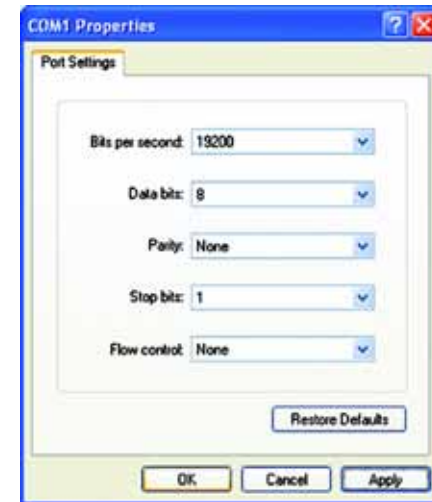 COM1 Properties
Port Settings
Bits per second: 19200
Data bits: 8
Parity: None
Stop bits: 1
Flow control: None
Restore Defaults
OK Cancel Apply